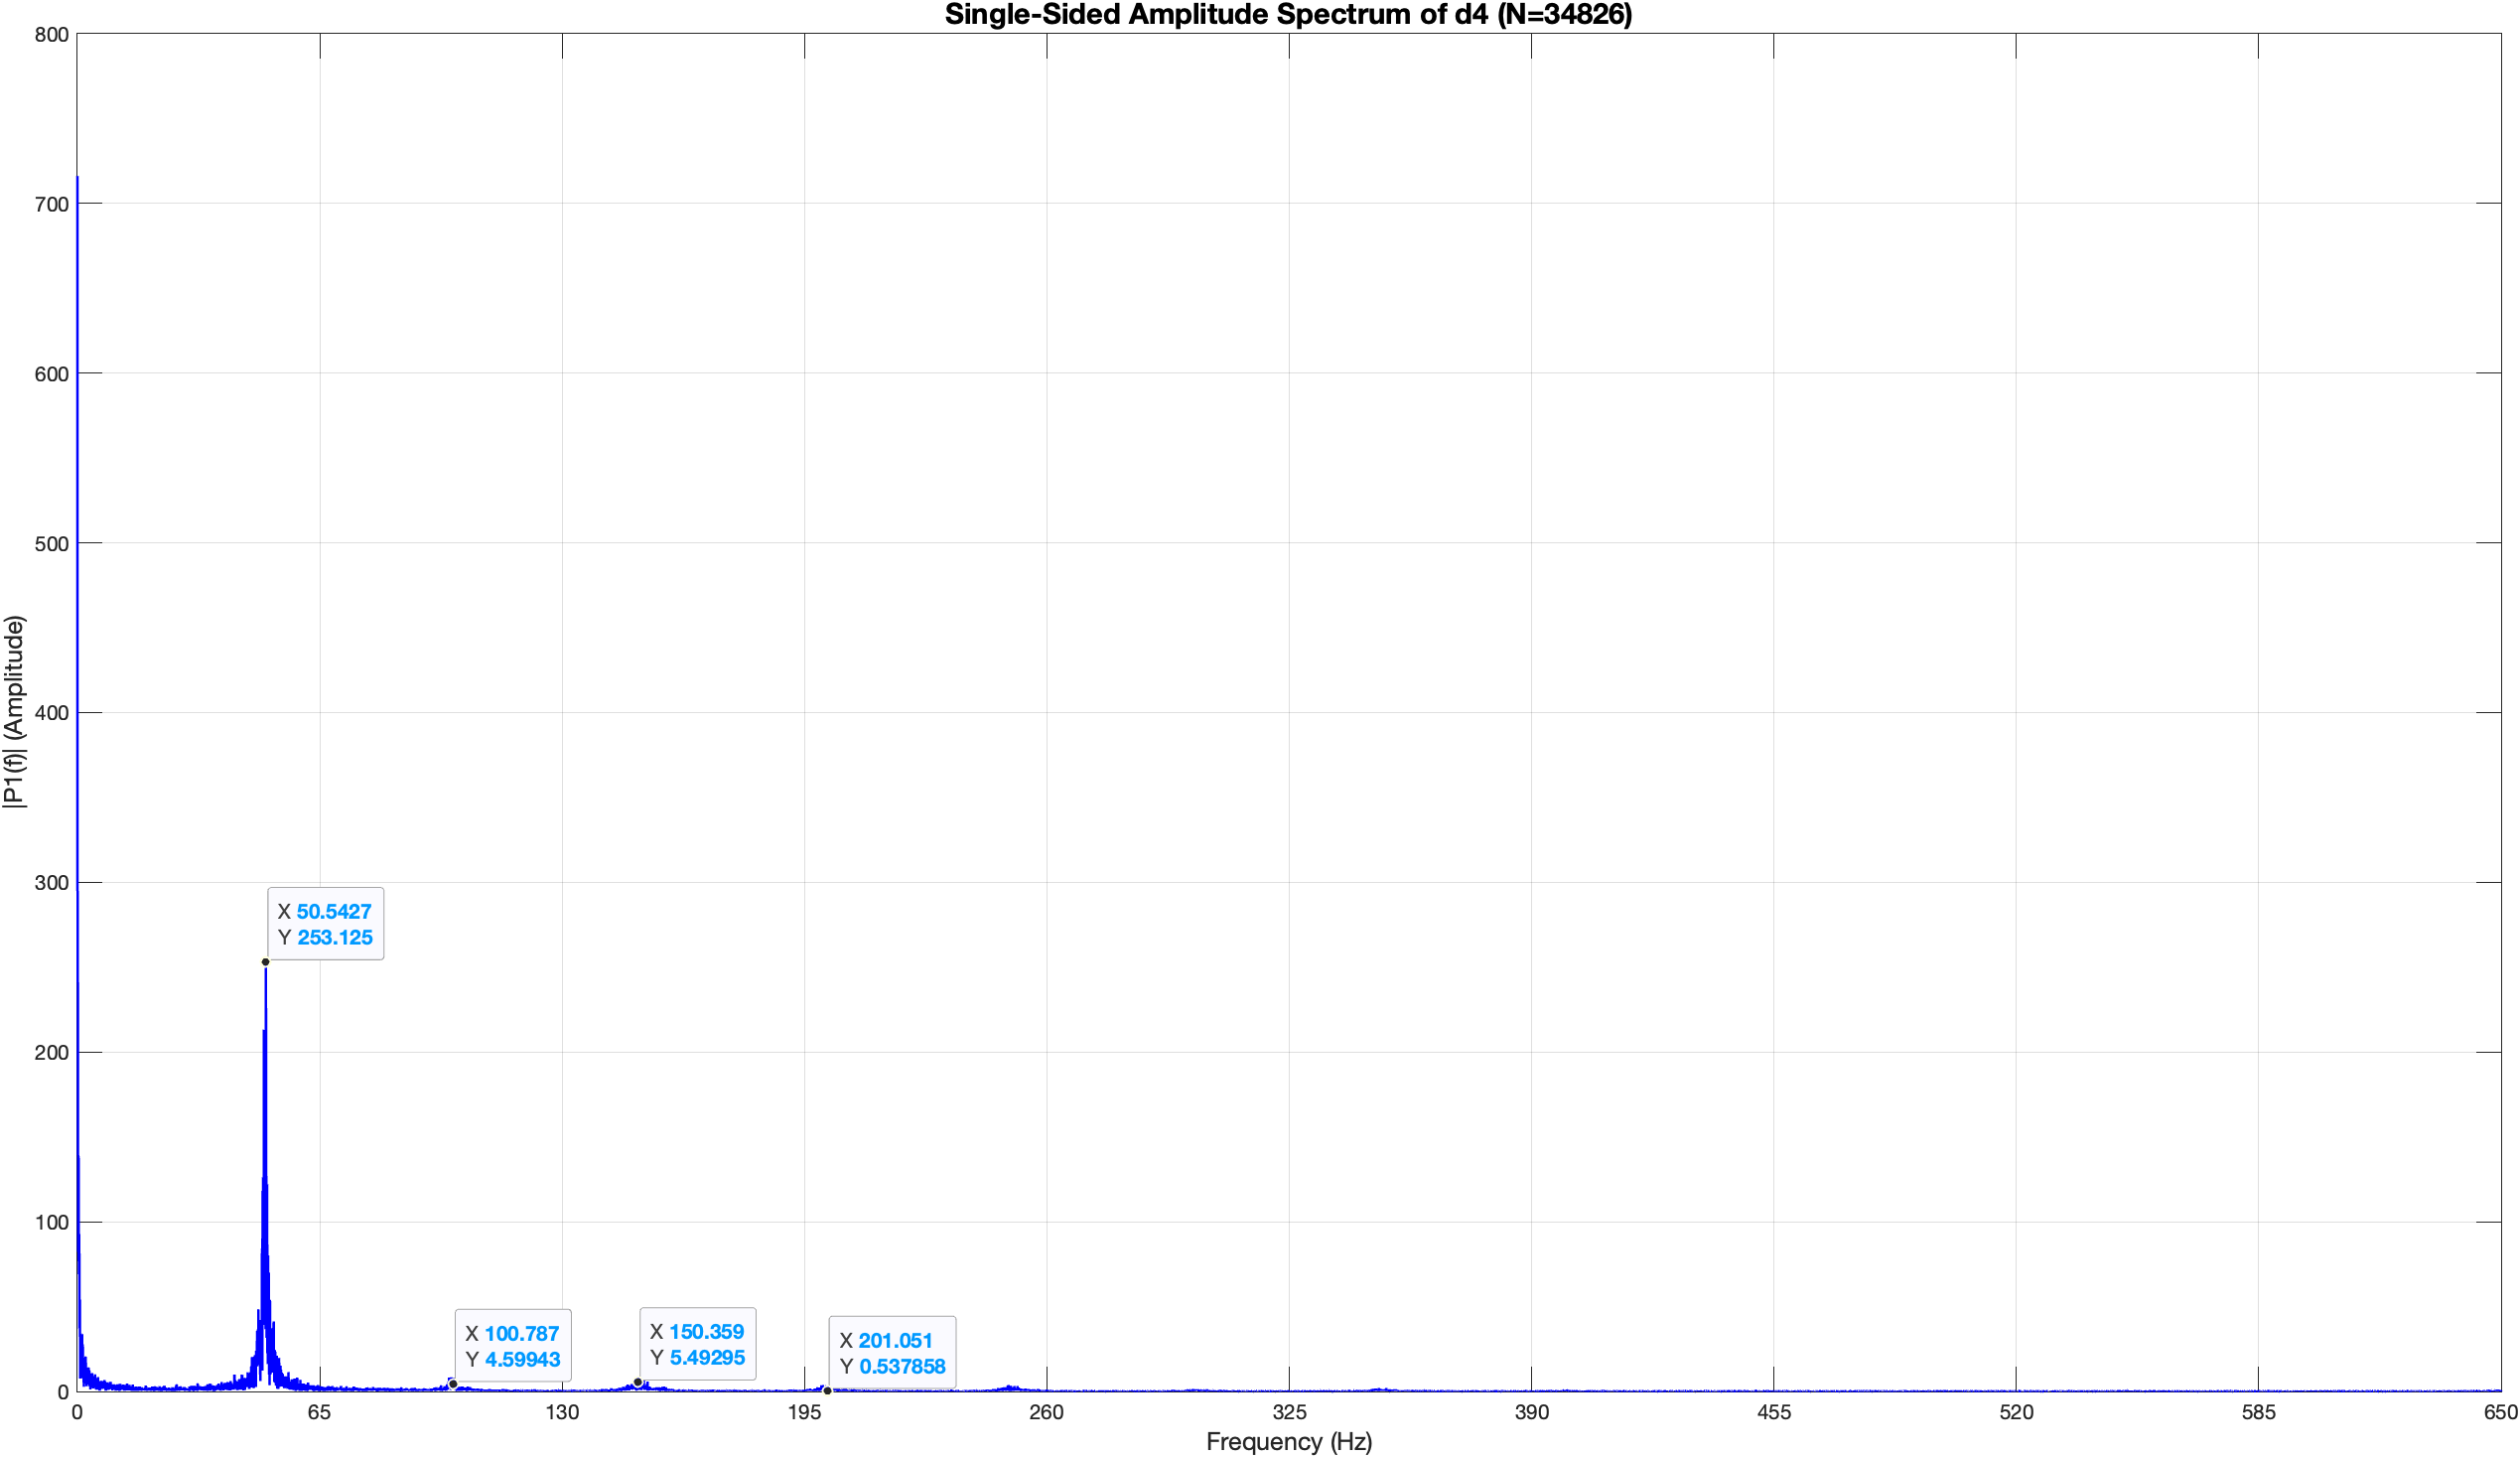 Single-Sided Amplitude Spectrum of d4 (N=34826)
800
700
600
500
400
300
200
100
0
|P1(f)| (Amplitude)
X 50.5427
Y 253.125
X 100.787
Y 4.59943
X 150.359
Y 5.49295
X 201.051
Y 0.537858
0 65 130 195 260 325 390 455 520 585 650
Frequency (Hz)